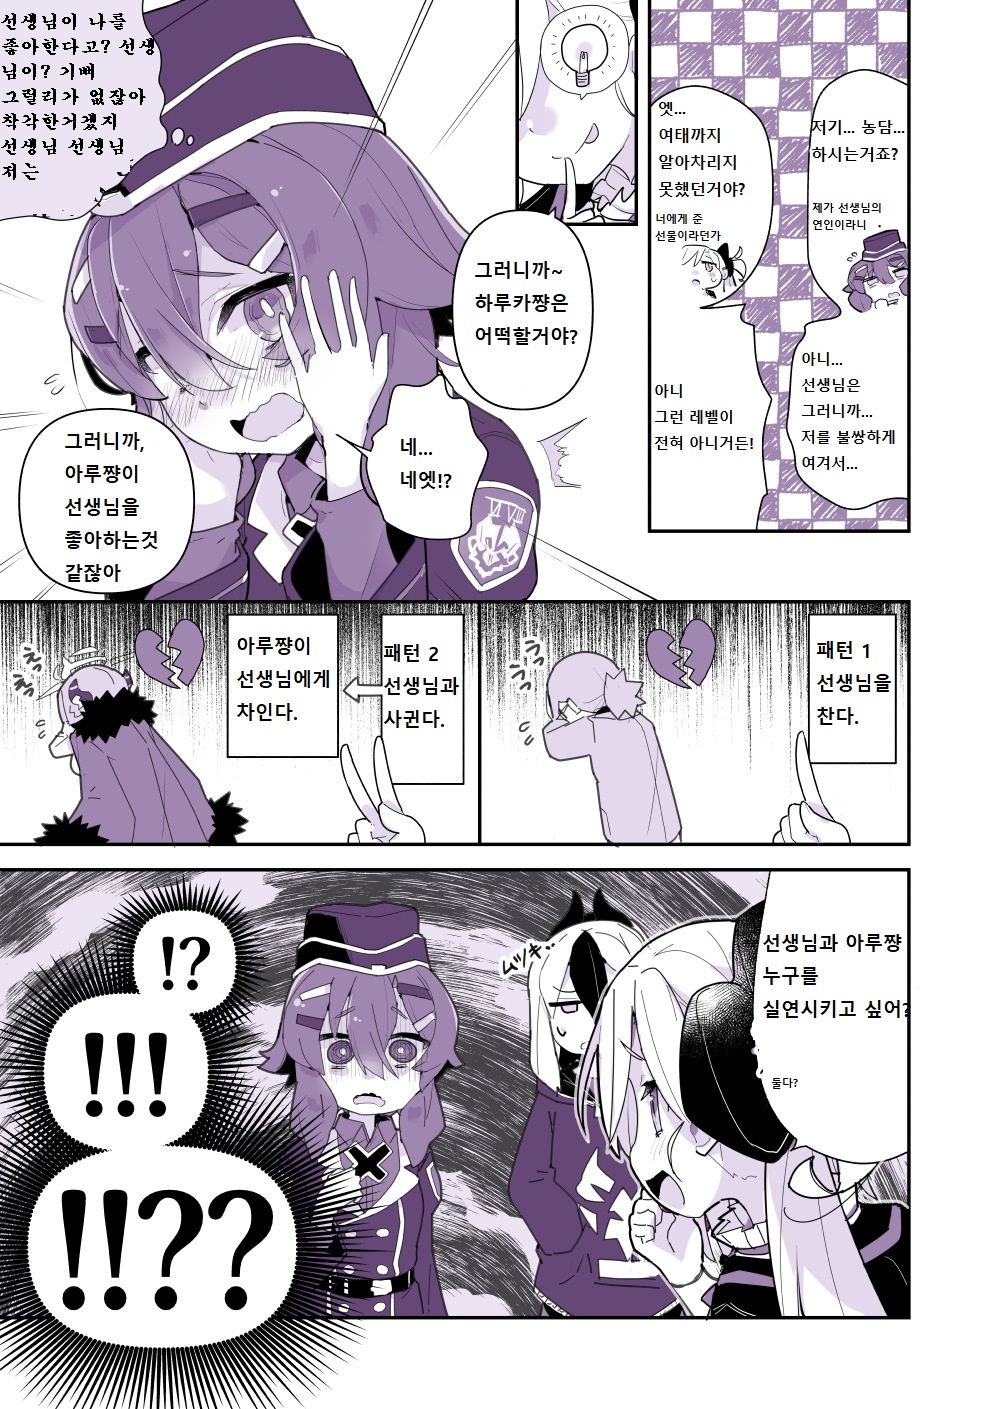 저기... 농담...
하시는거죠?
제가 선생님의
연인이라니
엣...
여태까지
알아차리지
못했던거야?
너에게 준
선물이라던가
아니...
선생님은
그러니까...
저를 불쌍하게
여겨서...
아니
그런 레벨이
전혀 아니거든!
그러니까~
하루카쨩은
어떡할거야?
네...
네엣!?
선생님이 나를
좋아한다고? 선생
님이? 기뻐
그럴리가 없잖아
착각한거겠지
선생님 선생님
저는
그러니까,
아루쨩이
선생님을
좋아하는것
같잖아
패턴 1
선생님을
찬다.
うっうっ
패턴 2
선생님과
사귄다.
아루쨩이
선생님에게
차인다.
선생님과 아루쨩
누구를
실연시키고 싶어?
둘다?
ムツキ...
!?
!!!
!!??